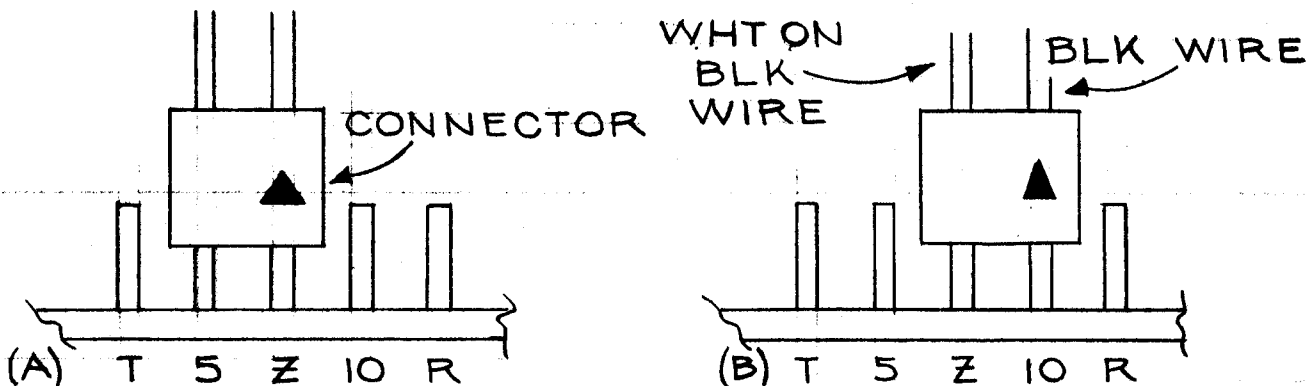 CONNECTOR
(A) T 5 Z 10 R
WHT ON
BLK
WIRE
BLK WIRE
(B) T 5 Z 10 R